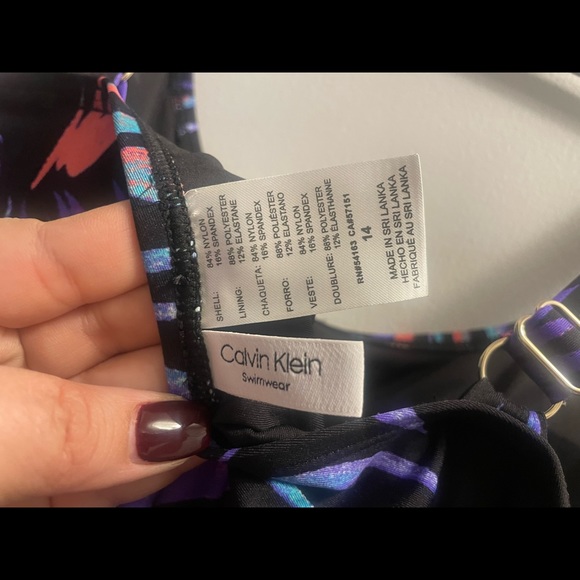 SHELL: 84% NYLON
16% SPANDEX
LINING: 88% POLYESTER
12% ELASTANE
CHAQUETA: 84% NYLON
16% SPANDEX
FORRO: 88% POLIÉSTER
12% ELASTANO
VESTE: 84% NYLON
16% SPANDEX
DOUBLURE: 88% POLYESTER
12% ÉLASTHANNE
RN#54163 CA#57151
14
MADE IN SRI LANKA
HECHO EN SRI LANKA
FABRIQUÉ AU SRI LANKA
Calvin Klein
Swimwear